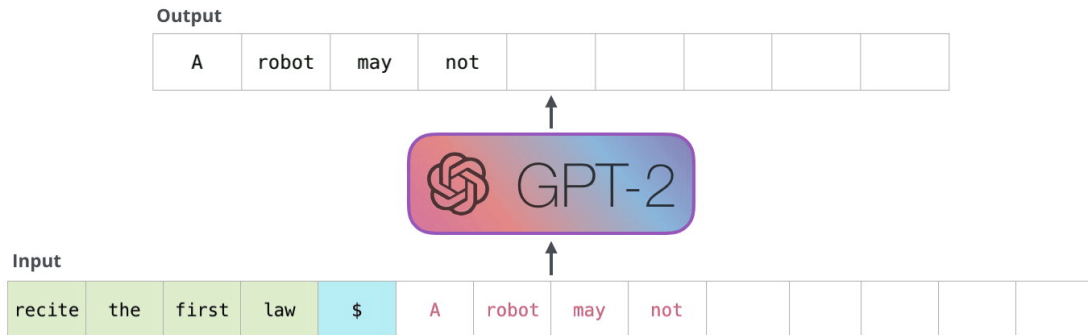 Output
A robot may not
GPT-2
Input
recite the first law $ A robot may not